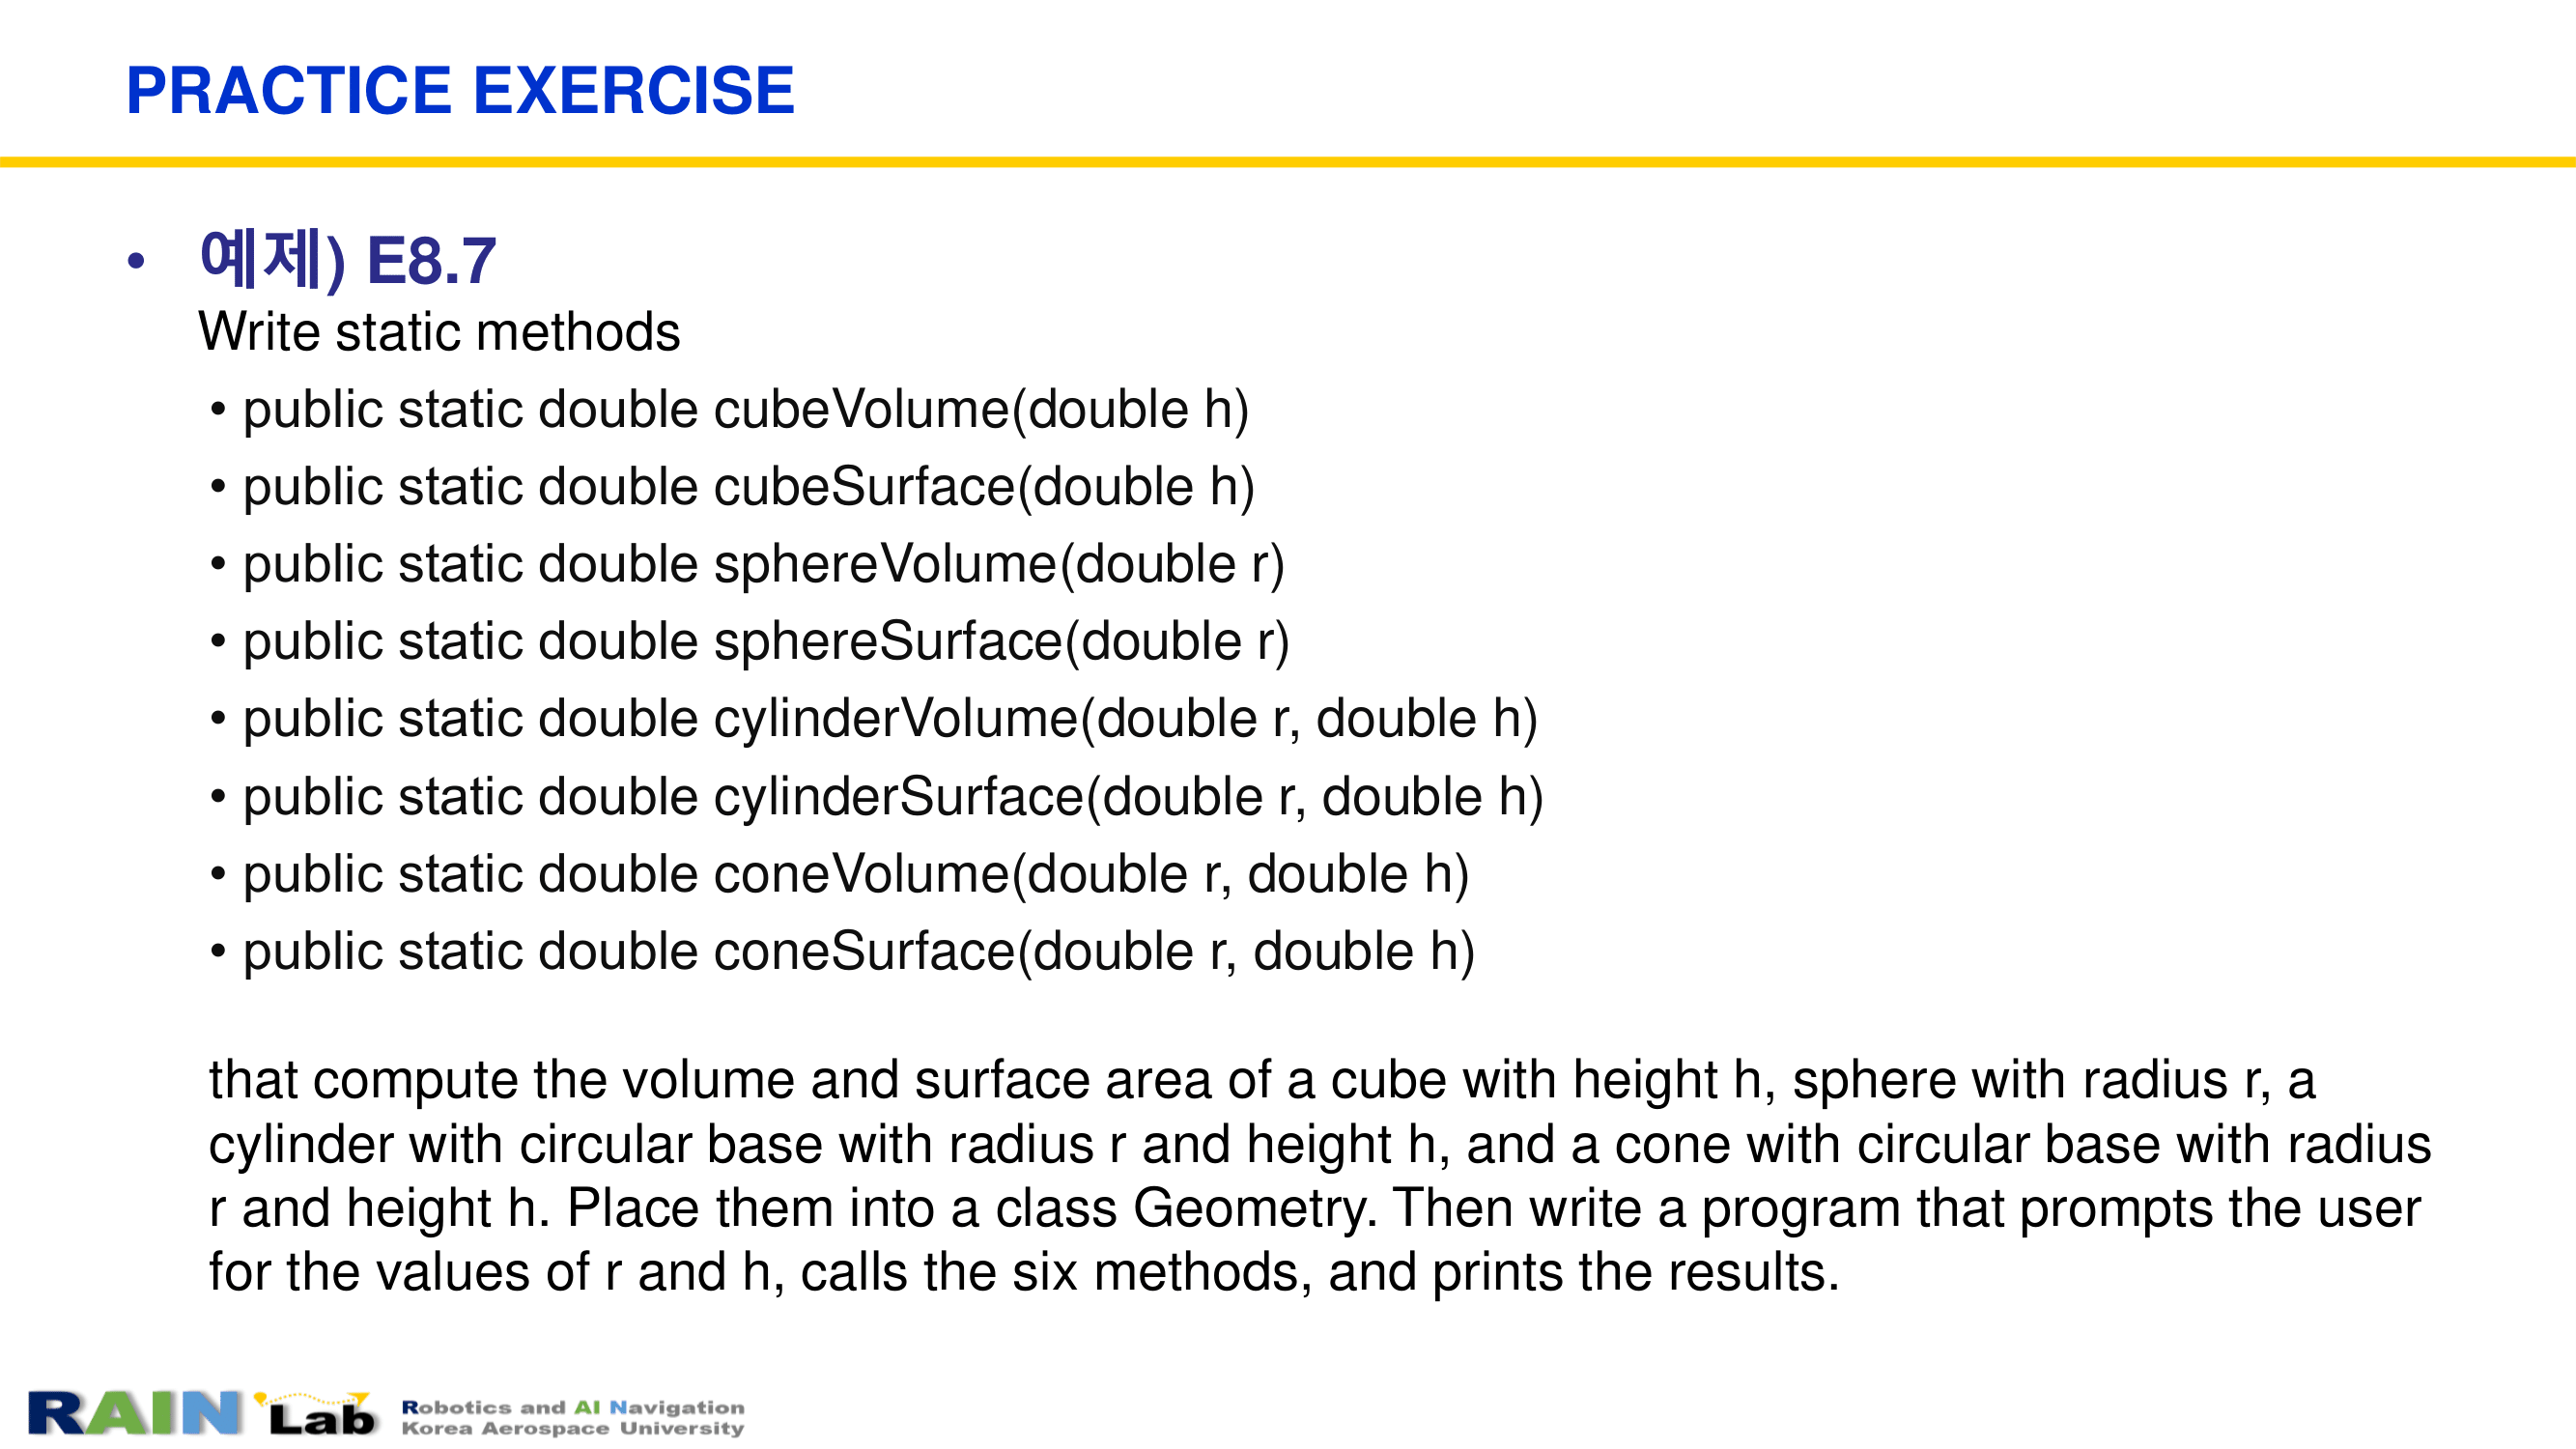 PRACTICE EXERCISE
• 예제) E8.7
Write static methods
• public static double cubeVolume(double h)
• public static double cubeSurface(double h)
• public static double sphereVolume(double r)
• public static double sphereSurface(double r)
• public static double cylinderVolume(double r, double h)
• public static double cylinderSurface(double r, double h)
• public static double coneVolume(double r, double h)
• public static double coneSurface(double r, double h)
that compute the volume and surface area of a cube with height h, sphere with radius r, a
cylinder with circular base with radius r and height h, and a cone with circular base with radius
r and height h. Place them into a class Geometry. Then write a program that prompts the user
for the values of r and h, calls the six methods, and prints the results.
RAIN Lab
Robotics and AI Navigation
Korea Aerospace University